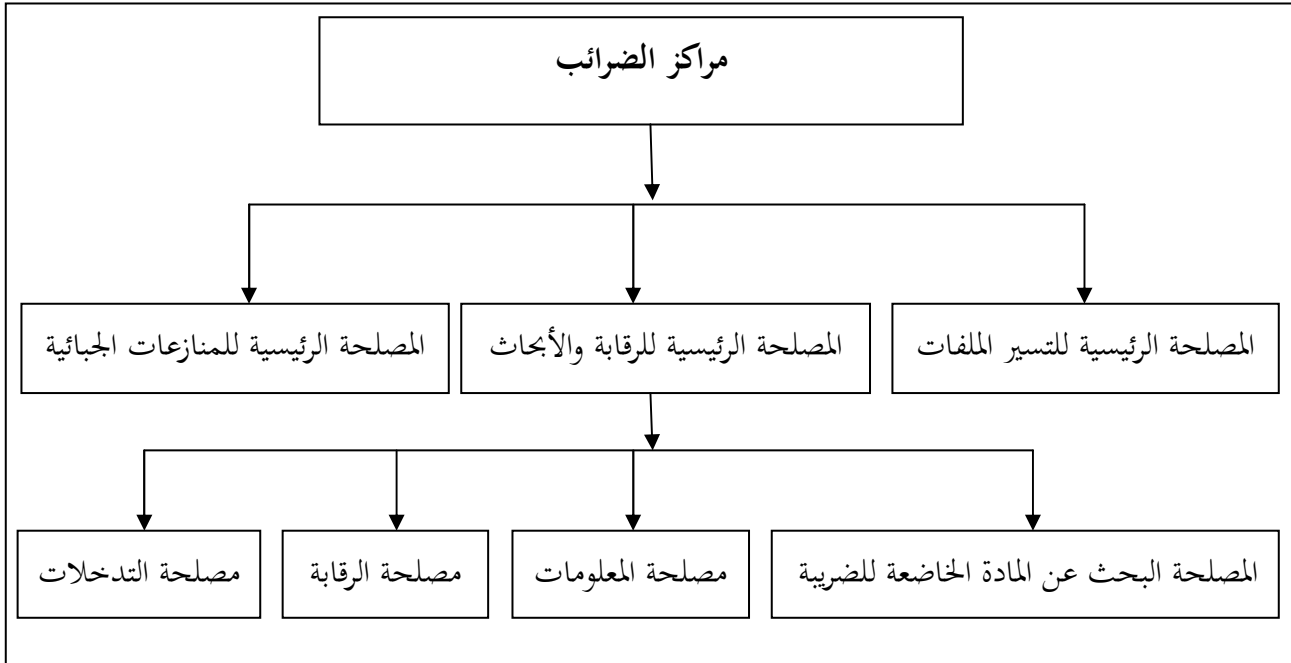 مراكز الضرائب
المصلحة الرئيسية للتسير الملفات
المصلحة الرئيسية للرقابة والأبحاث
المصلحة الرئيسية للمنازعات الجبائية
المصلحة البحث عن المادة الخاضعة للضريبة
مصلحة المعلومات
مصلحة الرقابة
مصلحة التدخلات